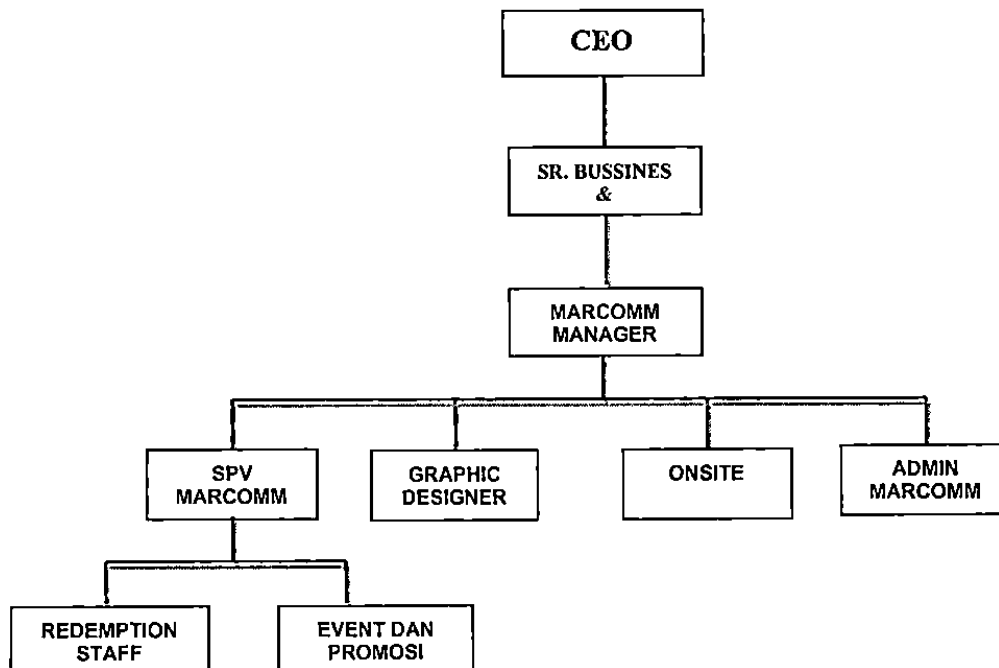 CEO
SR. BUSSINES
&
MARCOMM
MANAGER
SPV
MARCOMM
GRAPHIC
DESIGNER
ONSITE
ADMIN
MARCOMM
REDEMPTION
STAFF
EVENT DAN
PROMOSI